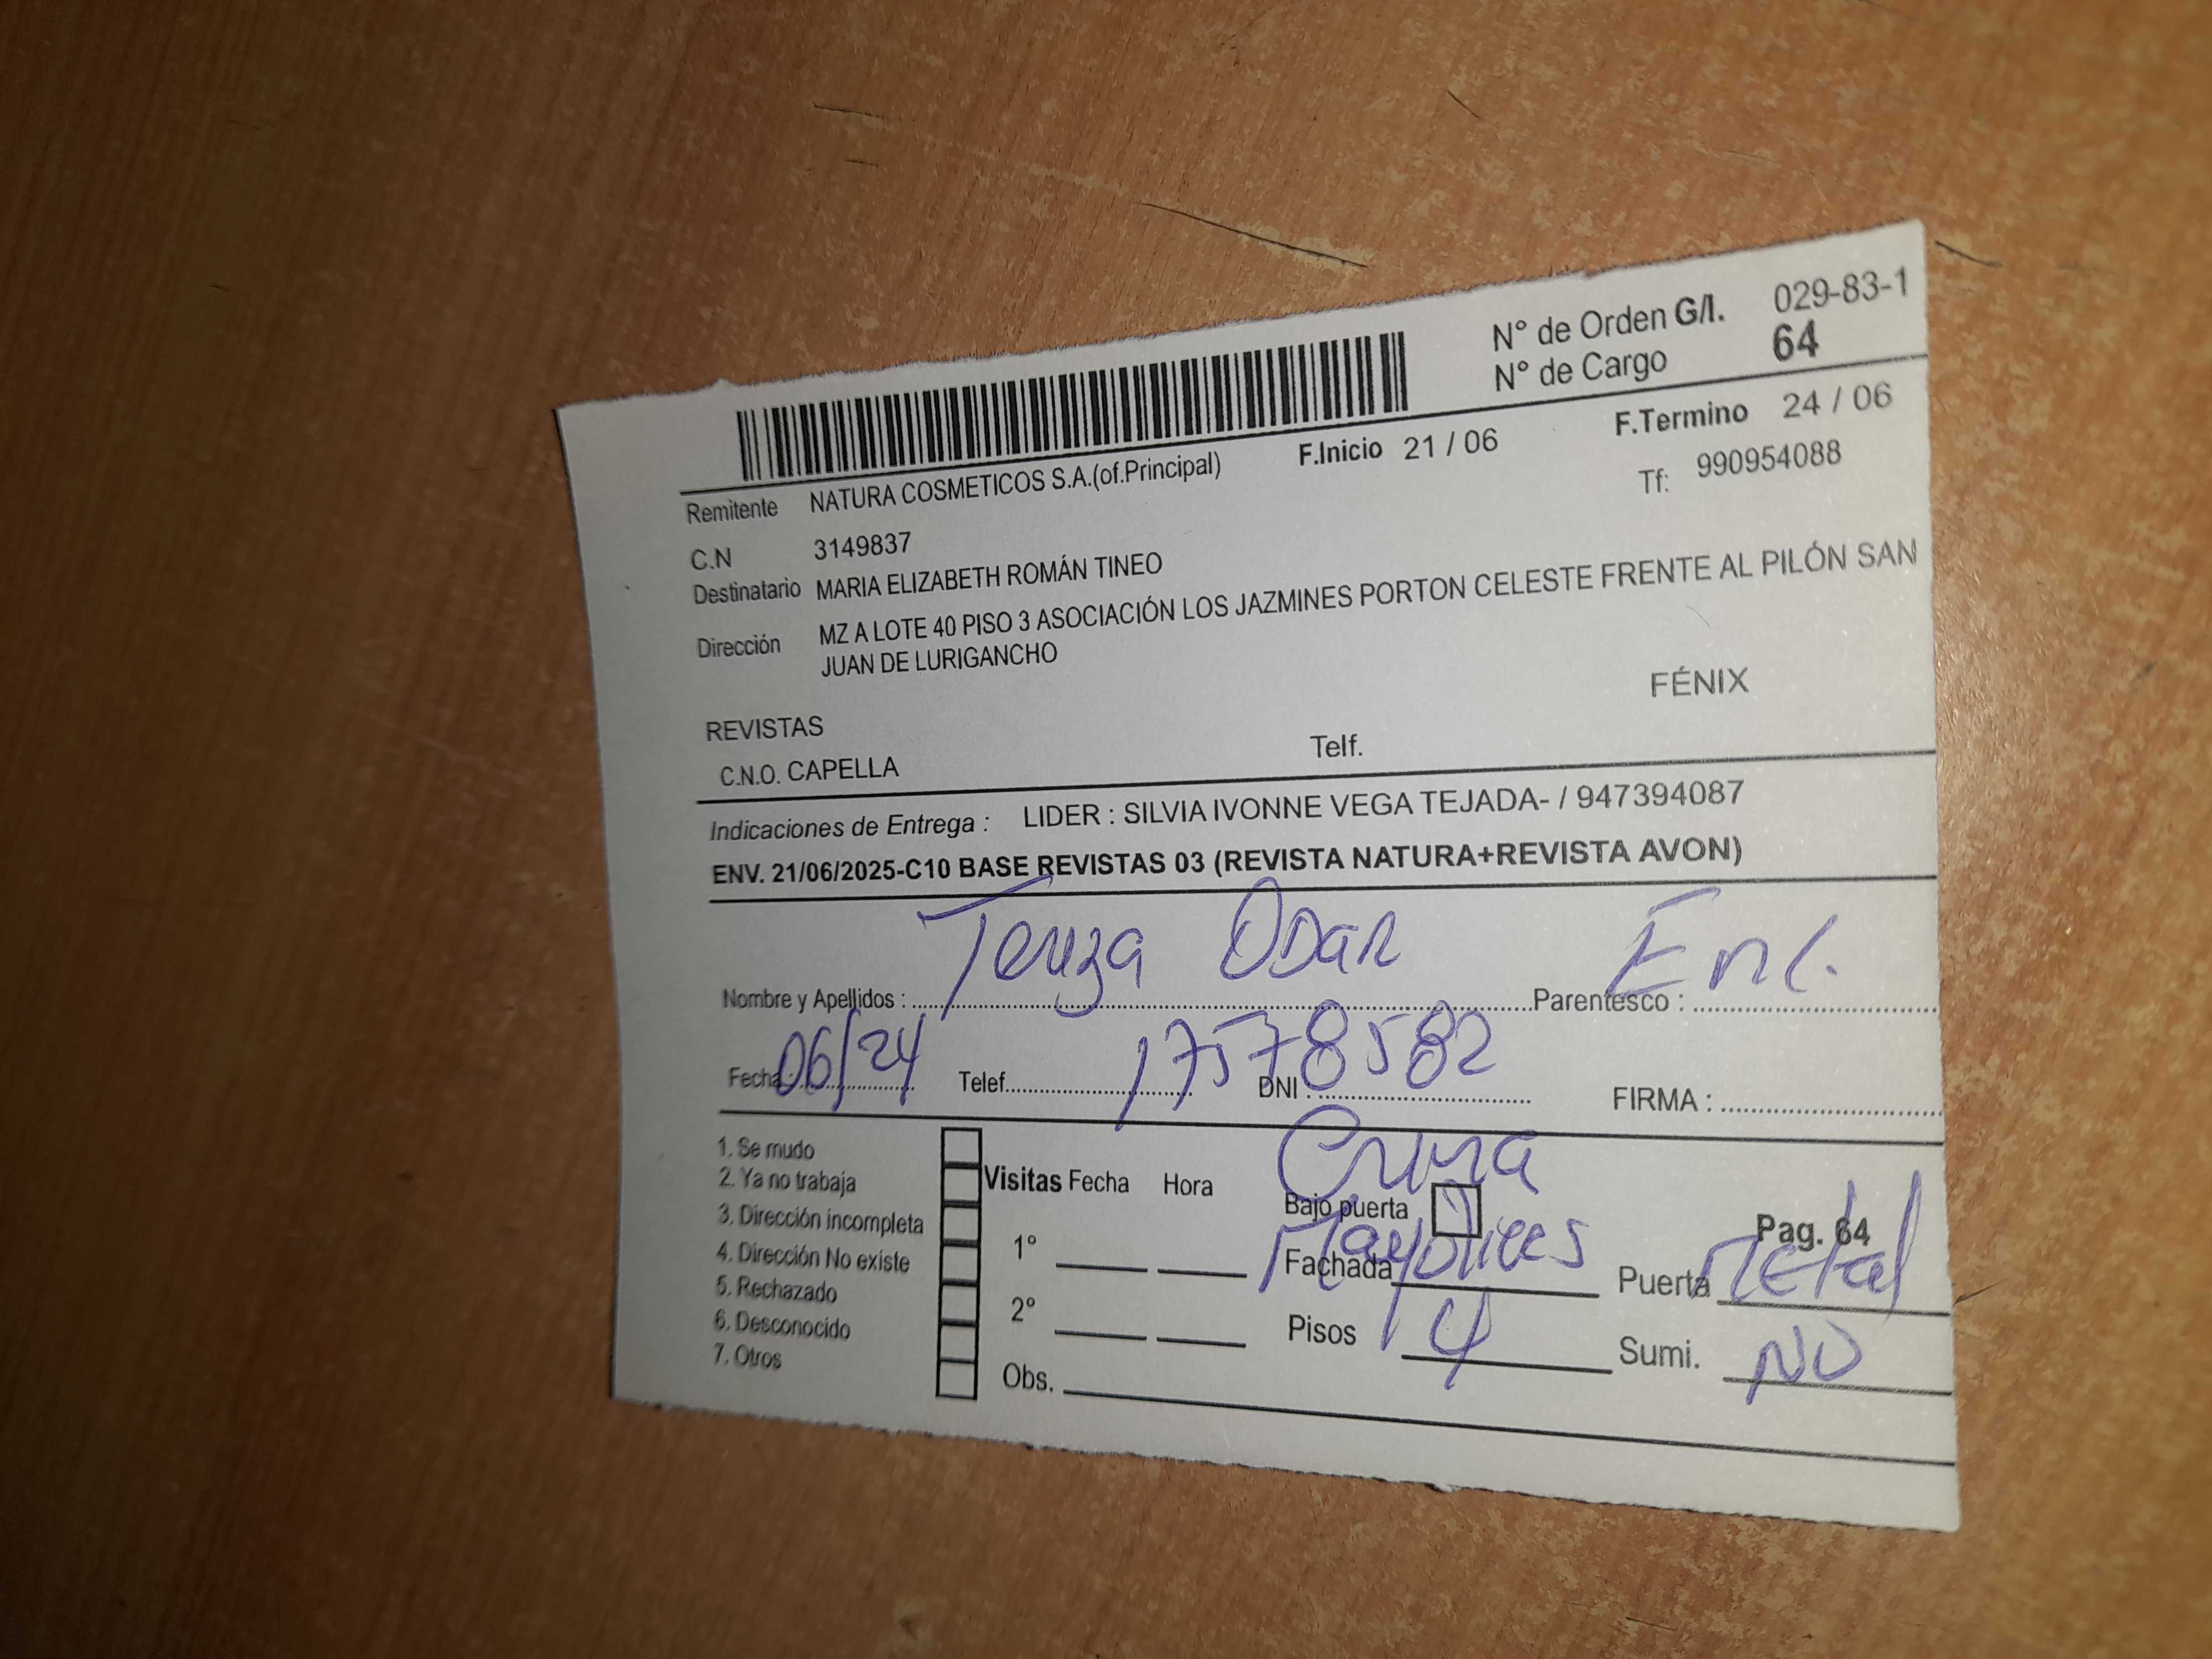 N° de Orden G/I. 029-83-1
N° de Cargo 64
F.Inicio 21 / 06 F.Termino 24 / 06
Remitente NATURA COSMETICOS S.A.(of.Principal) Tf: 990954088
C.N 3149837
Destinatario MARIA ELIZABETH ROMÁN TINEO
Dirección MZ A LOTE 40 PISO 3 ASOCIACIÓN LOS JAZMINES PORTON CELESTE FRENTE AL PILÓN SAN
JUAN DE LURIGANCHO
FÉNIX
REVISTAS
C.N.O. CAPELLA Telf.
Indicaciones de Entrega : LIDER : SILVIA IVONNE VEGA TEJADA- / 947394087
ENV. 21/06/2025-C10 BASE REVISTAS 03 (REVISTA NATURA+REVISTA AVON)
Nombre y Apellidos : Odar Parentesco : Enc.
Fecha : 06/24 Telef. DNI : 17578582 FIRMA :
1. Se mudo
2. Ya no trabaja
3. Dirección incompleta
4. Dirección No existe
5. Rechazado
6. Desconocido
7. Otros
Visitas Fecha Hora
1°
2°
Obs.
Bajo puerta Pag. 64
Fachada Puerta Metal
Pisos 4 Sumi. NO